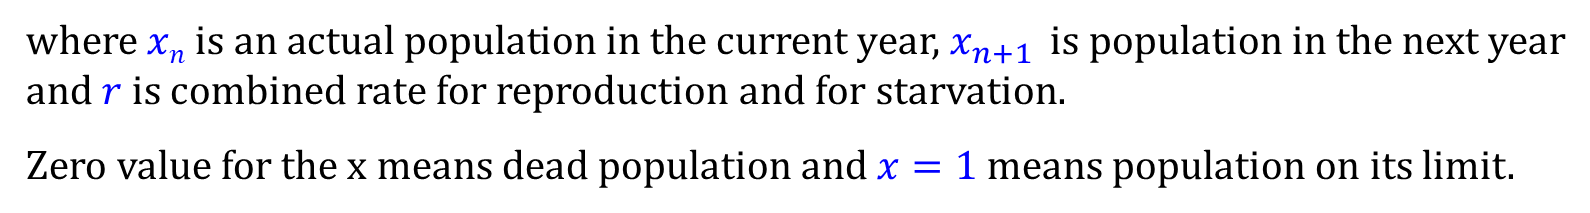 where xₙ is an actual population in the current year, xₙ₊₁ is population in the next year
and r is combined rate for reproduction and for starvation.
Zero value for the x means dead population and x = 1 means population on its limit.